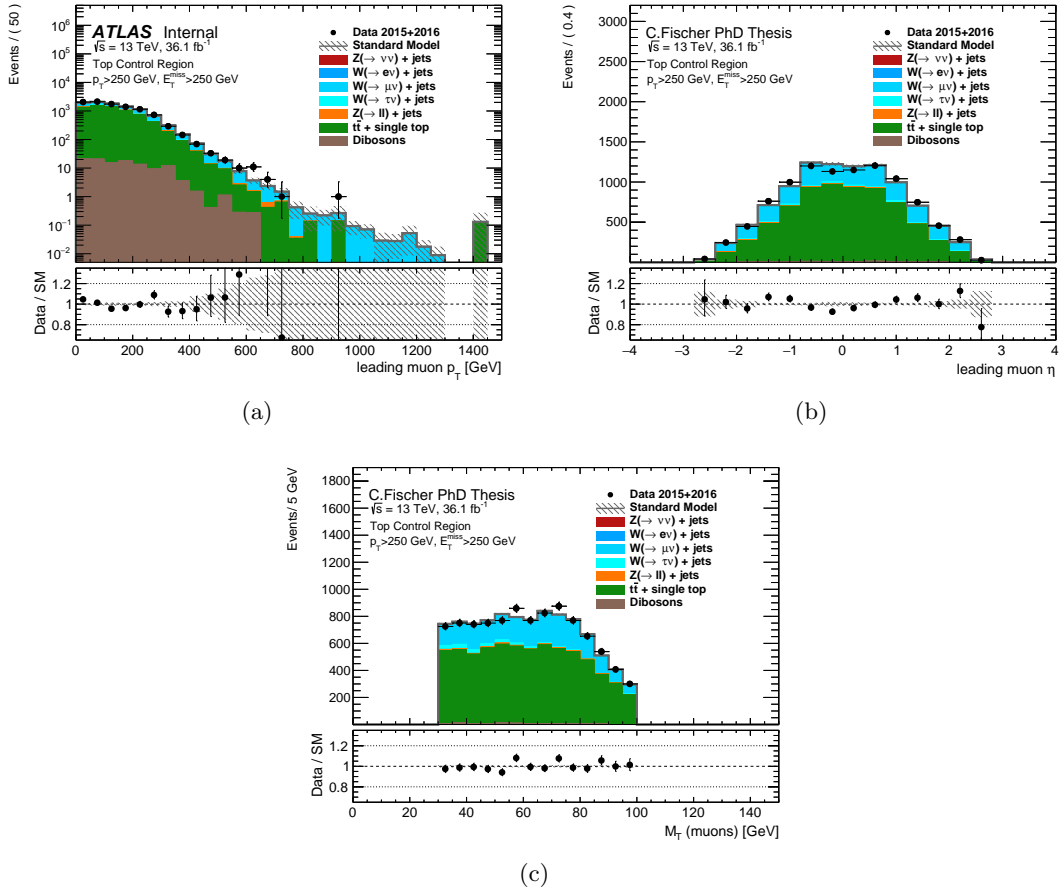 Events / ( 50 )
10⁶
10⁵
10⁴
10³
10²
10
1
10⁻¹
10⁻²
ATLAS Internal
√s = 13 TeV, 36.1 fb⁻¹
Top Control Region
p_T>250 GeV, E_T^miss>250 GeV
Data 2015+2016
Standard Model
Z(→ νν) + jets
W(→ eν) + jets
W(→ μν) + jets
W(→ τν) + jets
Z(→ ll) + jets
tt̄ + single top
Dibosons
Data / SM
1.2
1
0.8
0 200 400 600 800 1000 1200 1400
leading muon p_T [GeV]
(a)
Events / ( 0.4 )
3000
2500
2000
1500
1000
500
C.Fischer PhD Thesis
√s = 13 TeV, 36.1 fb⁻¹
Top Control Region
p_T>250 GeV, E_T^miss>250 GeV
Data 2015+2016
Standard Model
Z(→ νν) + jets
W(→ eν) + jets
W(→ μν) + jets
W(→ τν) + jets
Z(→ ll) + jets
tt̄ + single top
Dibosons
Data / SM
1.2
1
0.8
−4 −3 −2 −1 0 1 2 3 4
leading muon η
(b)
Events/ 5 GeV
1800
1600
1400
1200
1000
800
600
400
200
C.Fischer PhD Thesis
√s = 13 TeV, 36.1 fb⁻¹
Top Control Region
p_T>250 GeV, E_T^miss>250 GeV
Data 2015+2016
Standard Model
Z(→ νν) + jets
W(→ eν) + jets
W(→ μν) + jets
W(→ τν) + jets
Z(→ ll) + jets
tt̄ + single top
Dibosons
Data / SM
1.2
1
0.8
0 20 40 60 80 100 120 140
M_T (muons) [GeV]
(c)